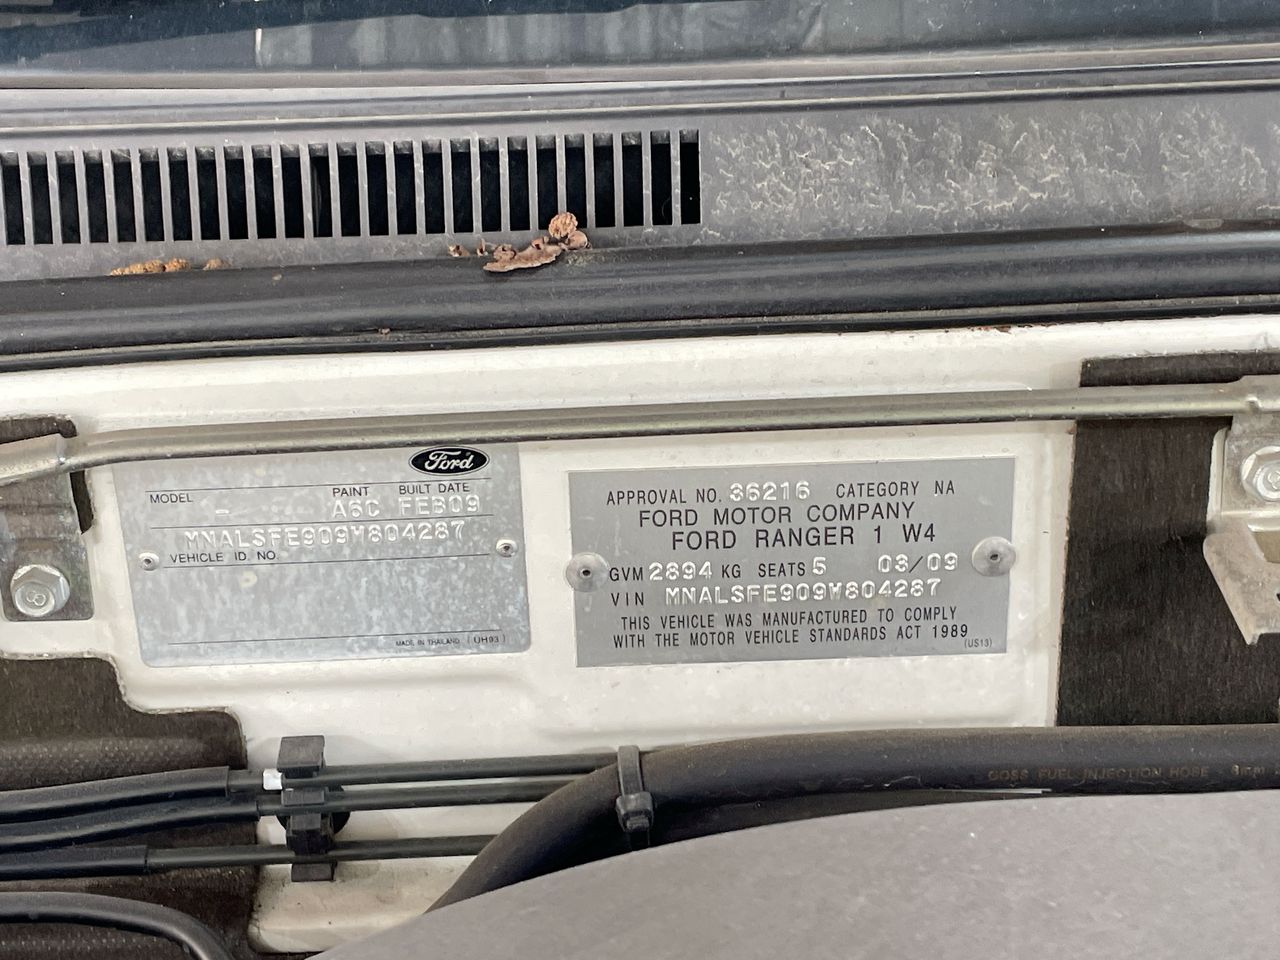 Ford
MODEL PAINT BUILT DATE
- A6C FEB09
MNALSFE909W804287
VEHICLE ID. NO.
MADE IN THAILAND (UH93)
APPROVAL NO. 36216 CATEGORY NA
FORD MOTOR COMPANY
FORD RANGER 1 W4
GVM 2894 KG SEATS 5 03/09
VIN MNALSFE909W804287
THIS VEHICLE WAS MANUFACTURED TO COMPLY
WITH THE MOTOR VEHICLE STANDARDS ACT 1989
(US13)
FUEL INJECTION HOSE
8